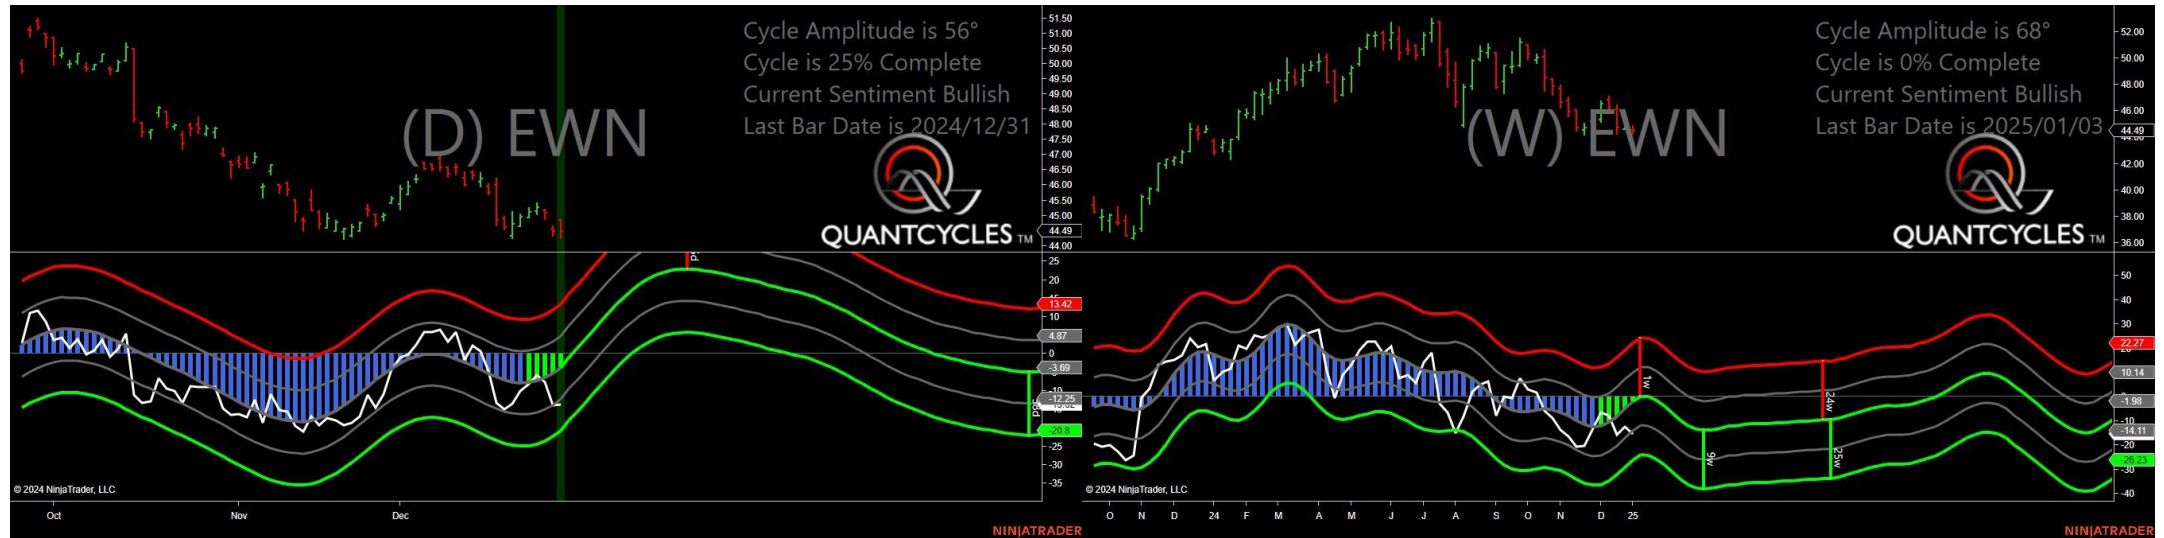 Cycle Amplitude is 56°
Cycle is 25% Complete
Current Sentiment Bullish
Last Bar Date is 2024/12/31
(D) EWN
QUANTCYCLES TM
51.50
51.00
50.50
50.00
49.50
49.00
48.50
48.00
47.50
47.00
46.50
46.00
45.50
45.00
44.49
44.00
25
20
13.42
10
4.87
0
-3.69
-10
-12.25
-20.8
-25
-30
-35
© 2024 NinjaTrader, LLC
Oct Nov Dec
NINJATRADER
Cycle Amplitude is 68°
Cycle is 0% Complete
Current Sentiment Bullish
Last Bar Date is 2025/01/03
(W) EWN
QUANTCYCLES TM
52.00
50.00
48.00
46.00
44.49
42.00
40.00
38.00
36.00
50
40
30
22.27
10.14
-1.98
-10
-14.11
-20
-26.23
-30
-40
1w
9w
24w
25w
© 2024 NinjaTrader, LLC
O N D 24 F M A M J J A S O N D 25
NINJATRADER